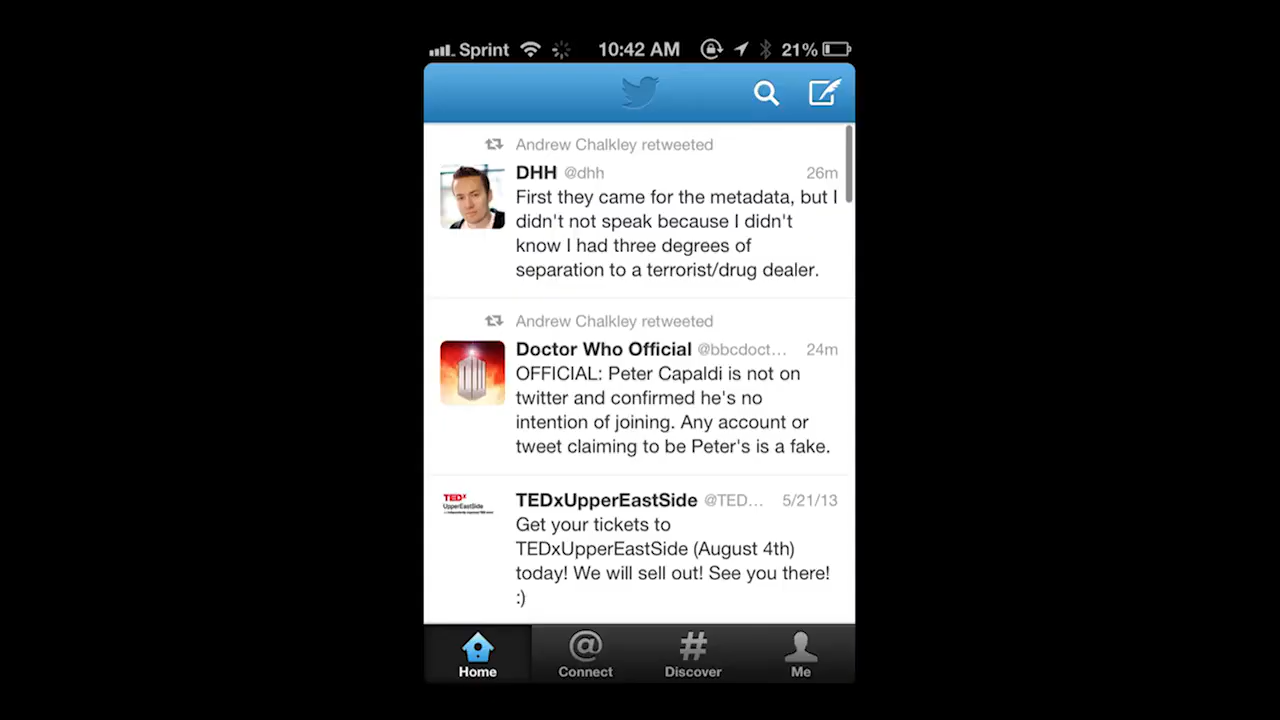 Sprint 10:42 AM 21%
Andrew Chalkley retweeted
DHH @dhh 26m
First they came for the metadata, but I
didn't not speak because I didn't
know I had three degrees of
separation to a terrorist/drug dealer.
Andrew Chalkley retweeted
Doctor Who Official @bbcdoct... 24m
OFFICIAL: Peter Capaldi is not on
twitter and confirmed he's no
intention of joining. Any account or
tweet claiming to be Peter's is a fake.
TEDx
UpperEastSide
TEDxUpperEastSide @TED... 5/21/13
Get your tickets to
TEDxUpperEastSide (August 4th)
today! We will sell out! See you there!
:)
Home Connect Discover Me